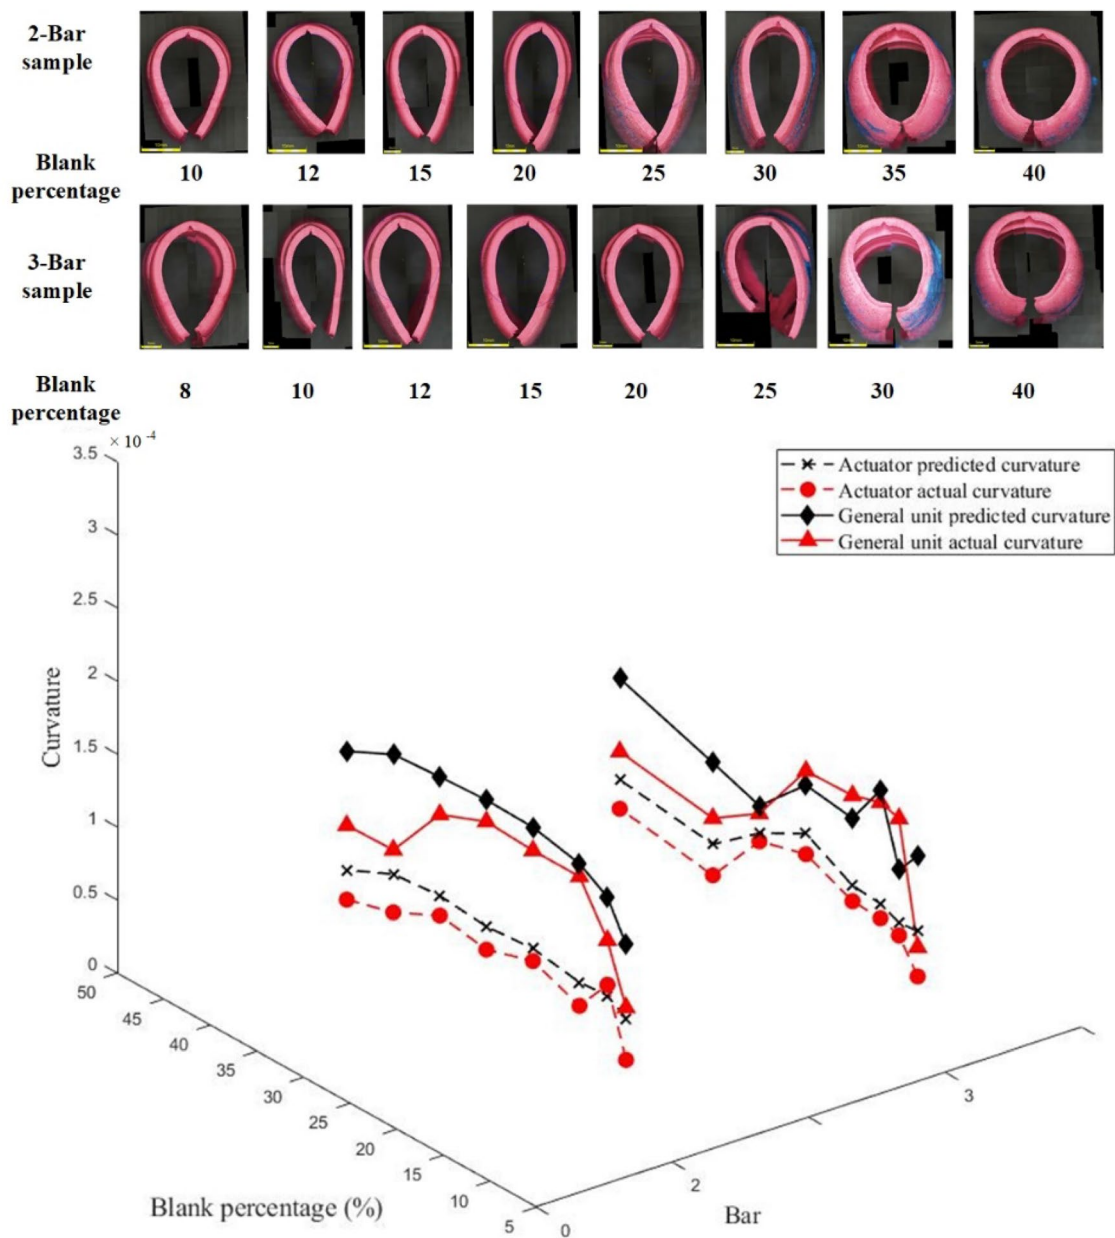 2-Bar
sample
Blank
percentage
10 12 15 20 25 30 35 40
3-Bar
sample
Blank
percentage
8 10 12 15 20 25 30 40
× 10 -4
3.5
3
2.5
2
1.5
1
0.5
0
Curvature
Actuator predicted curvature
Actuator actual curvature
General unit predicted curvature
General unit actual curvature
50
45
40
35
30
25
20
15
10
5
Blank percentage (%)
0
2
3
Bar